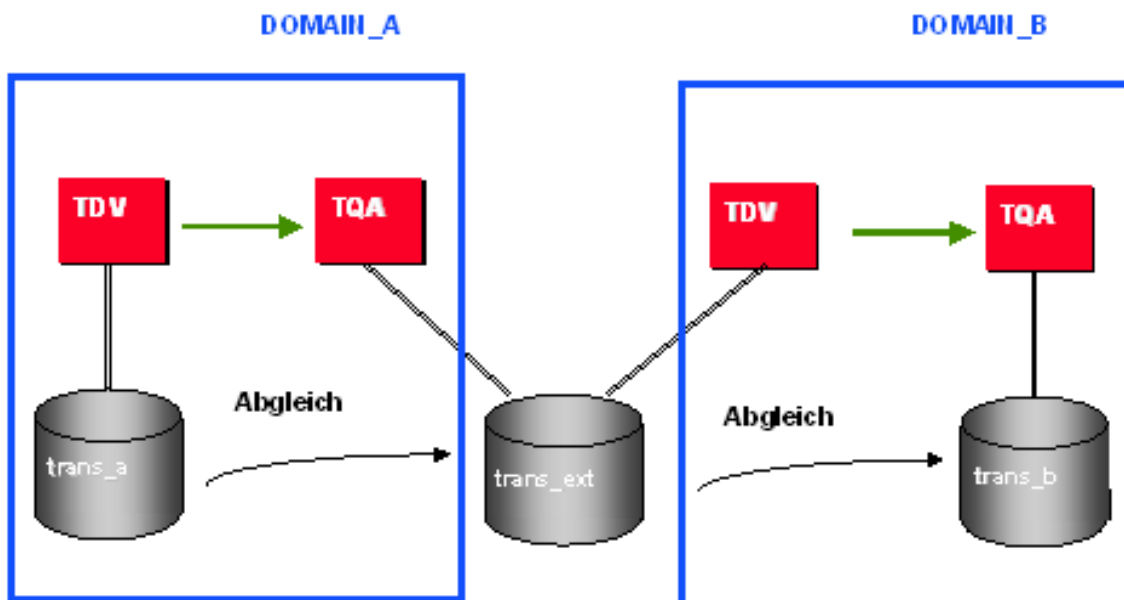 DOMAIN_A
DOMAIN_B
TDV
TQA
TDV
TQA
Abgleich
Abgleich
trans_a
trans_ext
trans_b